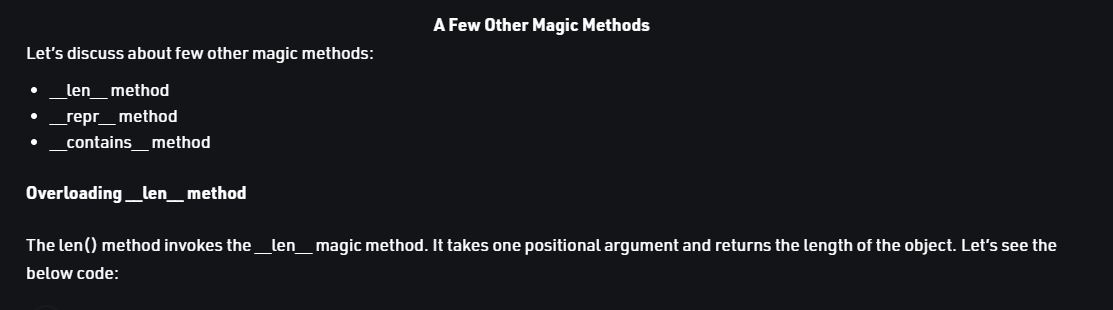 A Few Other Magic Methods
Let's discuss about few other magic methods:
• __len__ method
• __repr__ method
• __contains__ method
Overloading __len__ method
The len() method invokes the __len__ magic method. It takes one positional argument and returns the length of the object. Let's see the
below code: